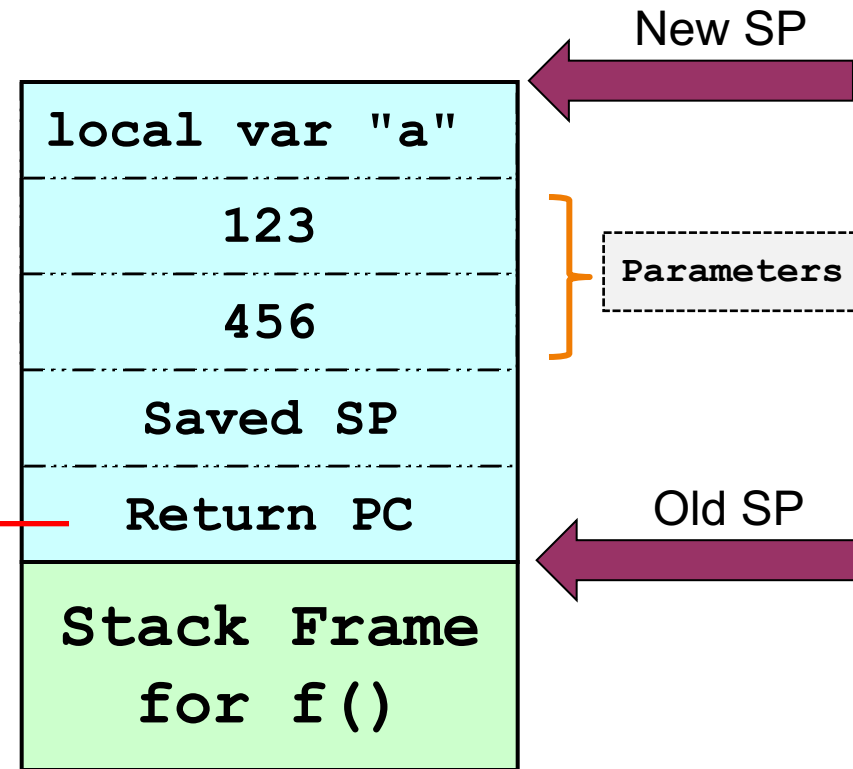 New SP
local var "a"
123
Parameters
456
Saved SP
Return PC
Old SP
Stack Frame
for f()